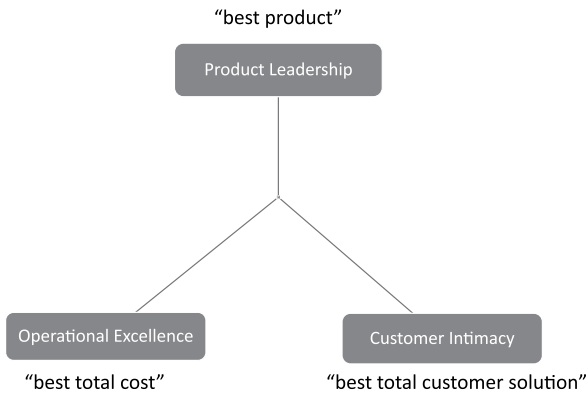 “best product”
Product Leadership
Operational Excellence
Customer Intimacy
“best total cost”
“best total customer solution”